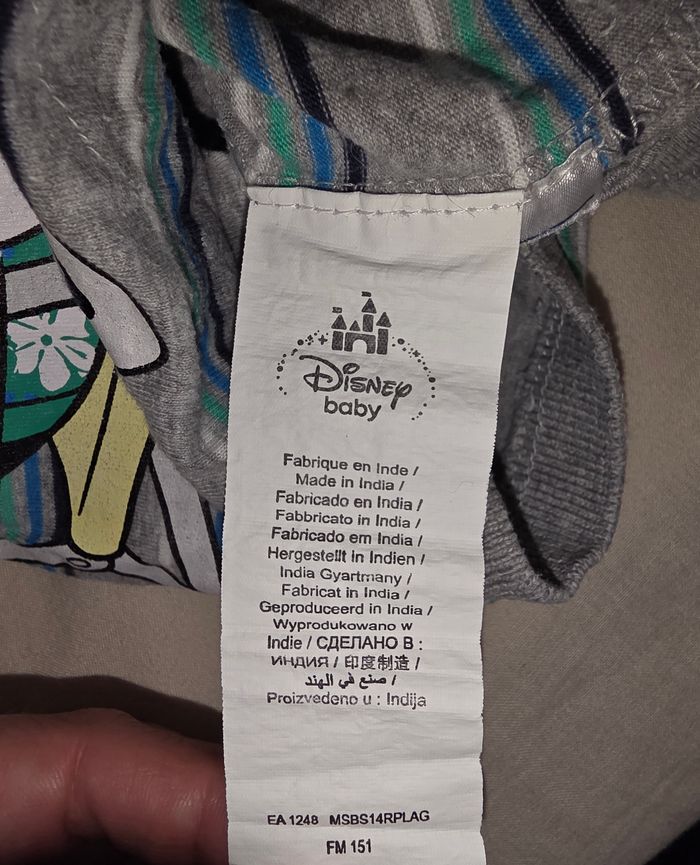 Disney
baby
Fabrique en Inde /
Made in India /
Fabricado en India /
Fabbricato in India /
Fabricado em India /
Hergestellt in Indien /
India Gyartmany /
Fabricat in India /
Geproduceerd in India /
Wyprodukowano w
Indie / СДЕЛАНО В :
ИНДИЯ / 印度制造 /
صنع في الهند /
Proizvedeno u : Indija
EA 1248 MSBS14RPLAG
FM 151